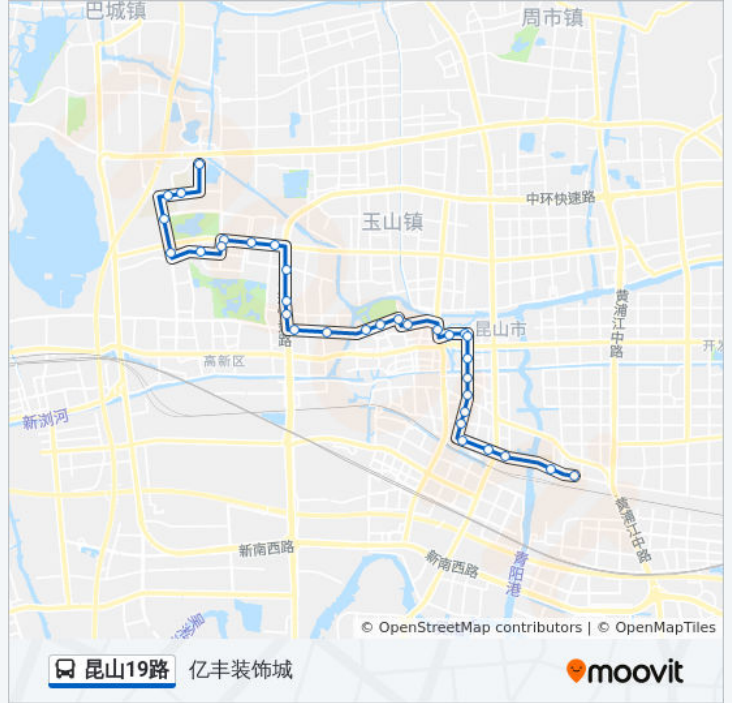 巴城镇
周市镇
中环快速路
玉山镇
黄浦江中路
昆山市
路
高新区
开发
新浏河
黄浦江中路
新南西路
新南西路
青阳港
© OpenStreetMap contributors | © OpenMapTiles
昆山19路 亿丰装饰城
moovit